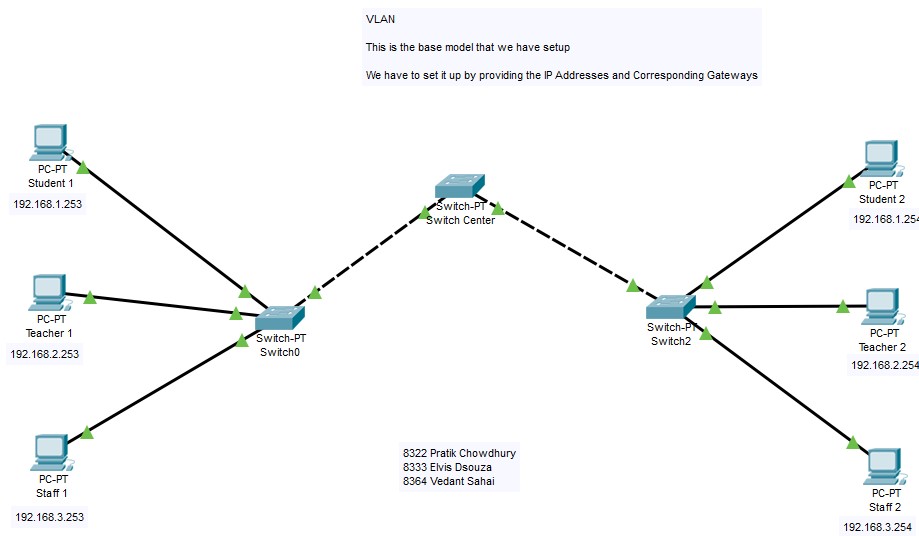 VLAN
This is the base model that we have setup
We have to set it up by providing the IP Addresses and Corresponding Gateways
PC-PT
Student 1
192.168.1.253
Switch-PT
Switch Center
PC-PT
Student 2
192.168.1.254
PC-PT
Teacher 1
192.168.2.253
Switch-PT
Switch0
Switch-PT
Switch2
PC-PT
Teacher 2
192.168.2.254
PC-PT
Staff 1
192.168.3.253
8322 Pratik Chowdhury
8333 Elvis Dsouza
8364 Vedant Sahai
PC-PT
Staff 2
192.168.3.254